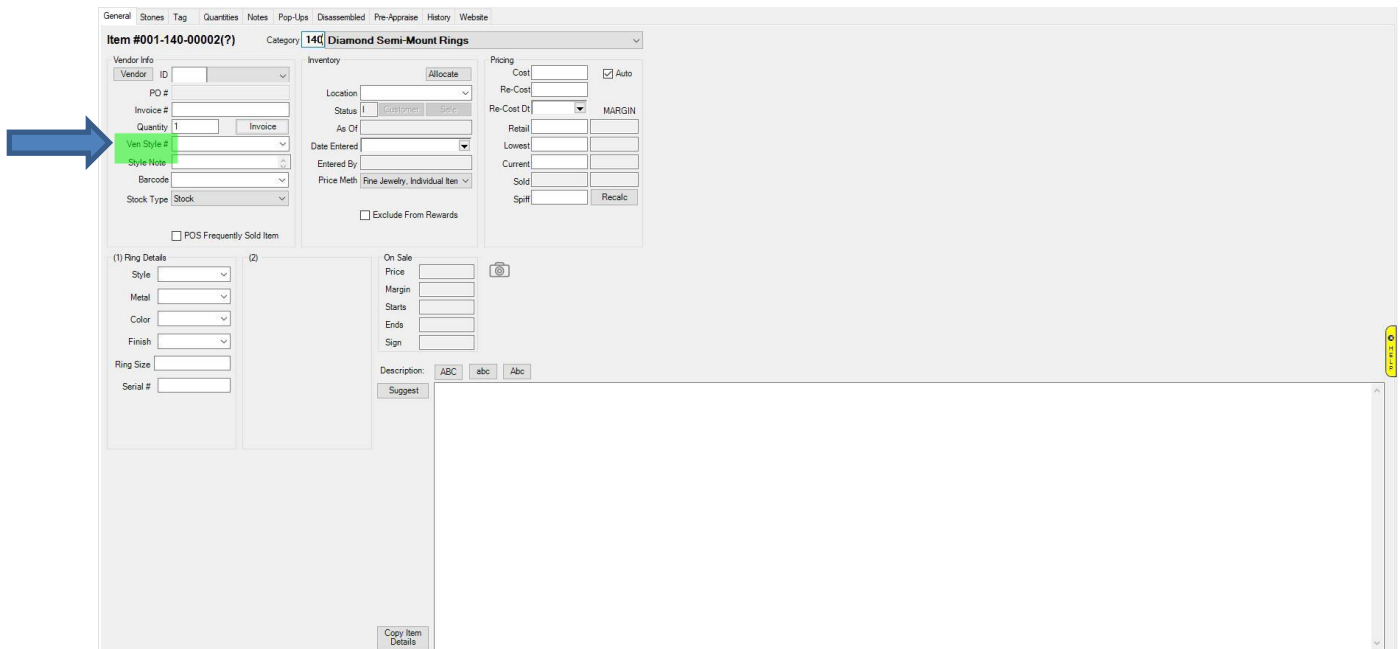 General Stones Tag Quantities Notes Pop-Ups Disassembled Pre-Appraise History Website
Item #001-140-00002(?) Category 140 Diamond Semi-Mount Rings
Vendor Info
Vendor ID
PO #
Invoice #
Quantity 1 Invoice
Ven Style #
Style Note
Barcode
Stock Type Stock
POS Frequently Sold Item
Inventory
Allocate
Location
Status I Customer Sele
As Of
Date Entered
Entered By
Price Meth Fine Jewelry, Individual Iten
Exclude From Rewards
Pricing
Cost Auto
Re-Cost
Re-Cost Dt MARGIN
Retail
Lowest
Current
Sold
Spiff Recalc
(1) Ring Details
Style
Metal
Color
Finish
Ring Size
Serial #
(2)
On Sale
Price
Margin
Starts
Ends
Sign
Description: ABC abc Abc
Suggest
Copy Item
Details
HELP